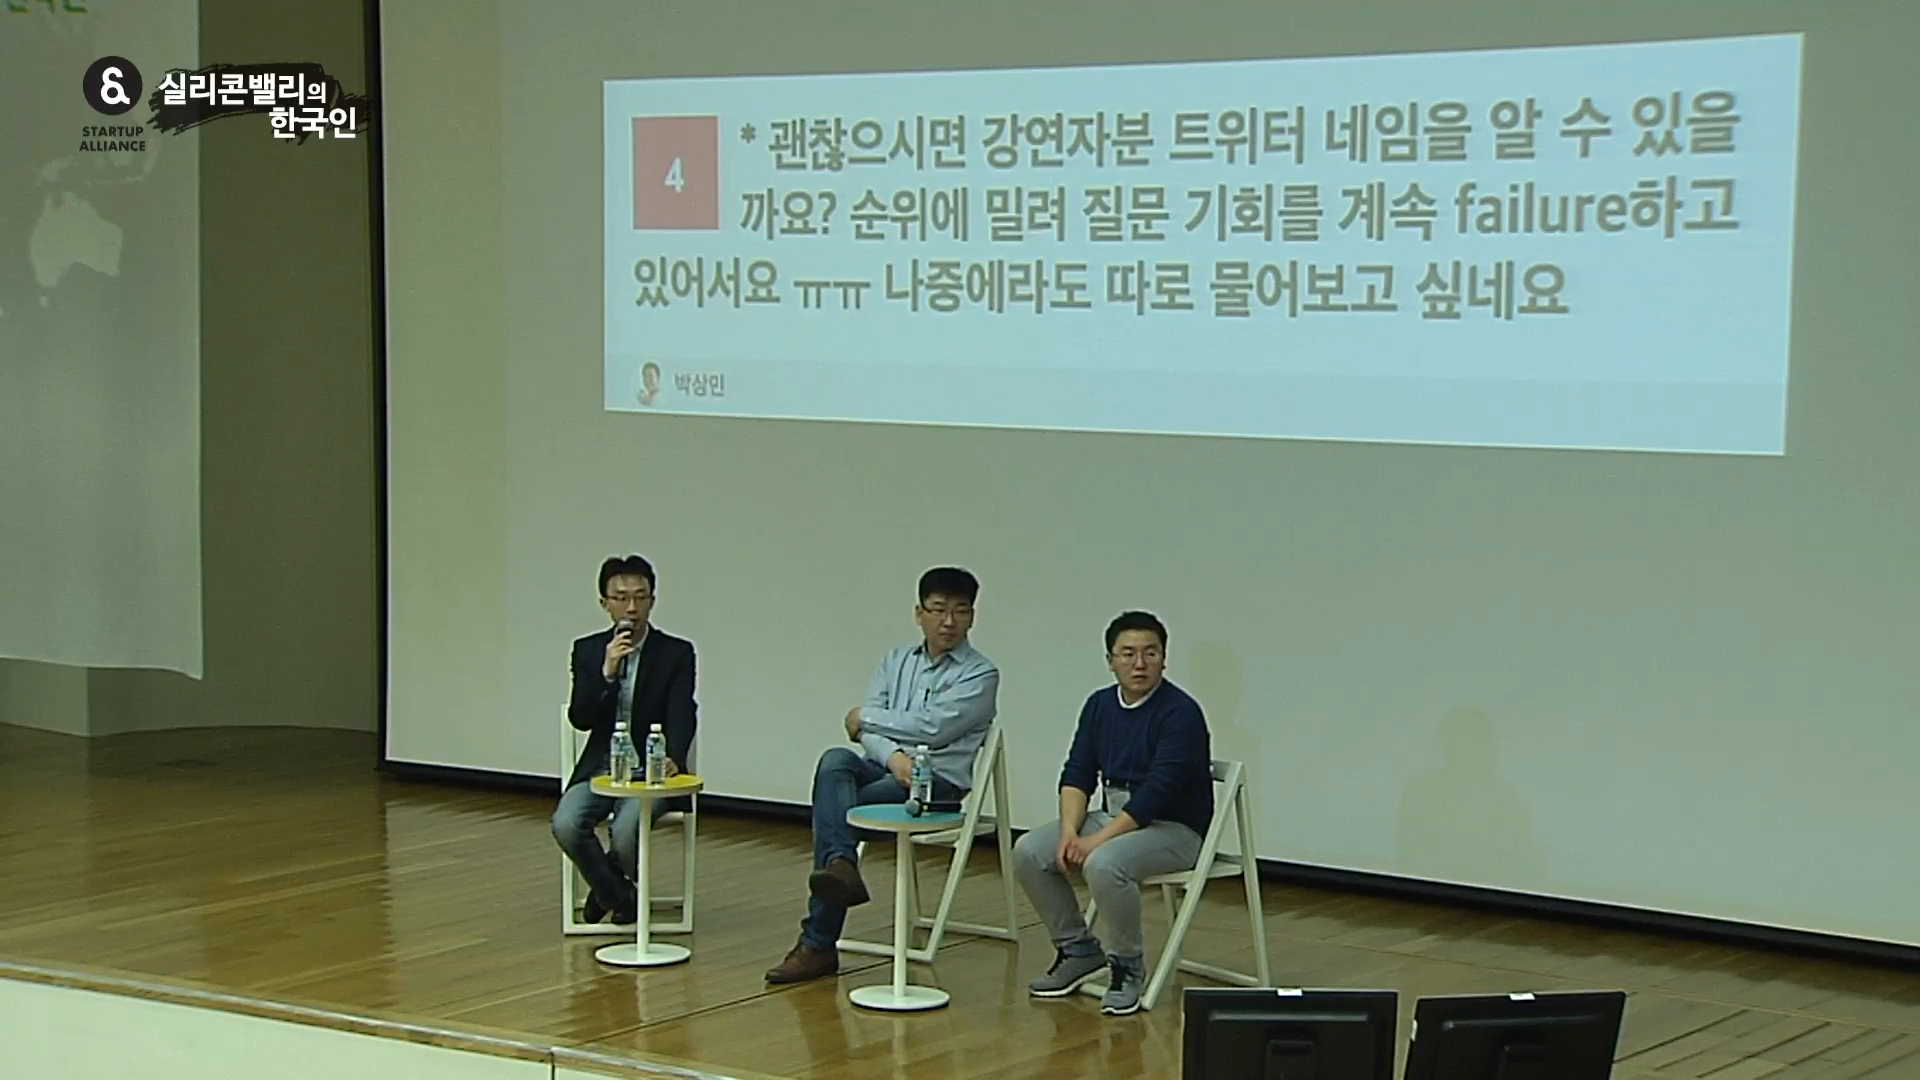 실리콘밸리의
한국인
STARTUP
ALLIANCE
4
* 괜찮으시면 강연자분 트위터 네임을 알 수 있을
까요? 순위에 밀려 질문 기회를 계속 failure하고
있어서요 ㅠㅠ 나중에라도 따로 물어보고 싶네요
박상민